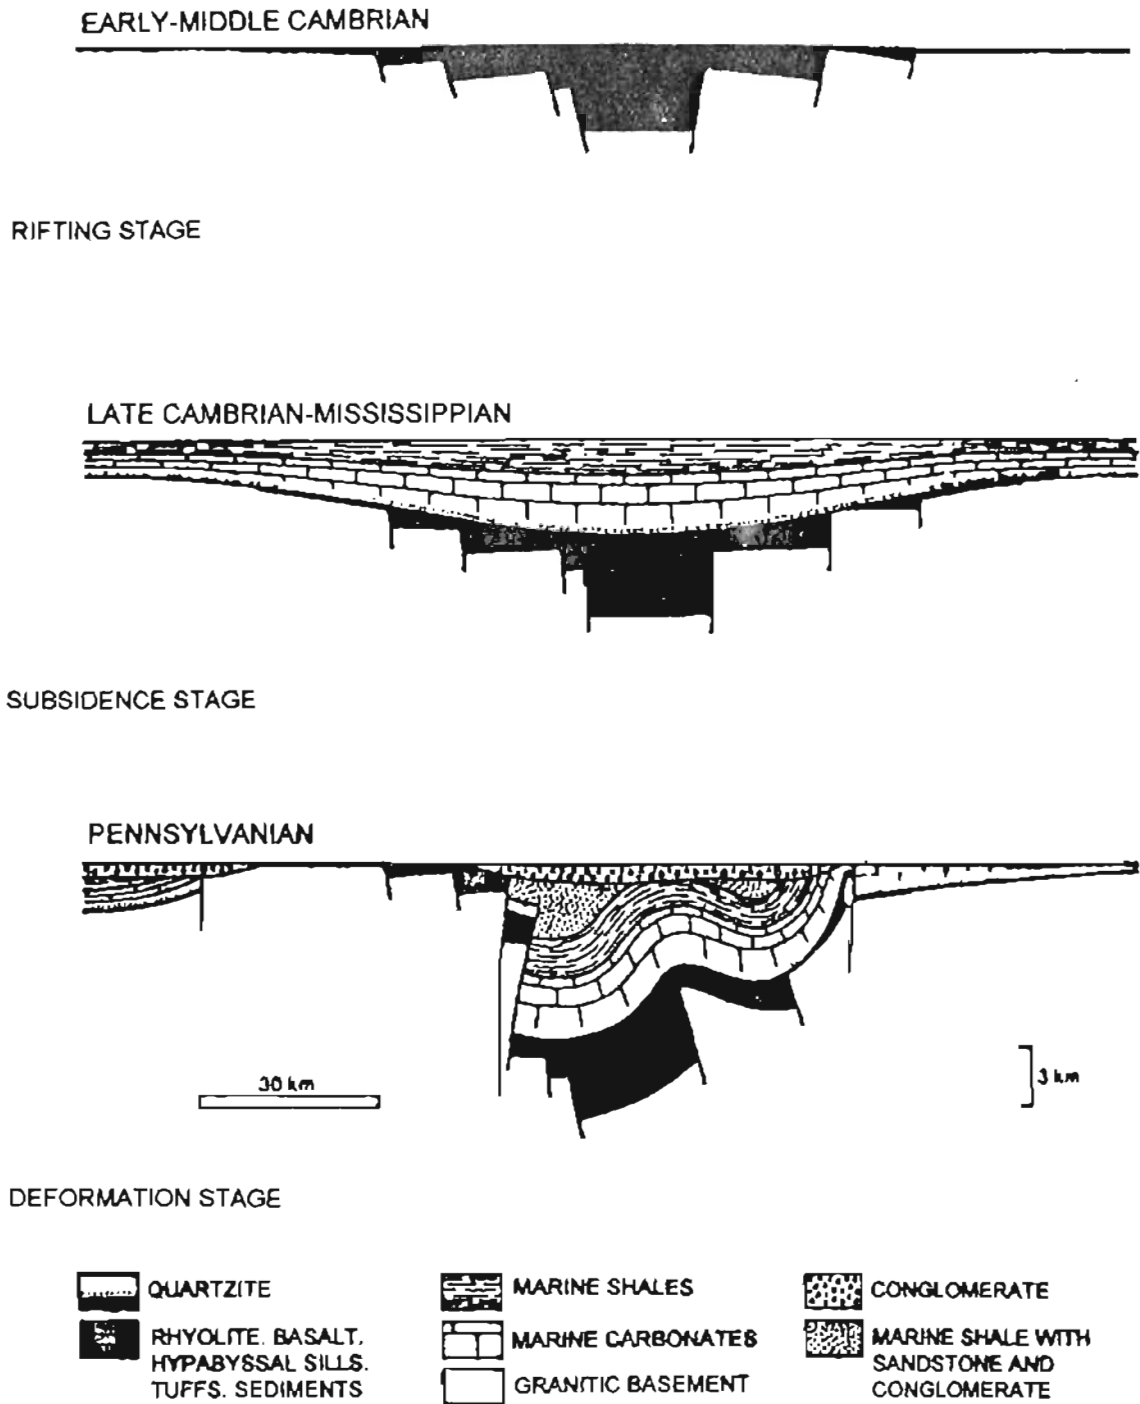 EARLY-MIDDLE CAMBRIAN
RIFTING STAGE
LATE CAMBRIAN-MISSISSIPPIAN
SUBSIDENCE STAGE
PENNSYLVANIAN
30 km
3 km
DEFORMATION STAGE
QUARTZITE
RHYOLITE. BASALT.
HYPABYSSAL SILLS.
TUFFS. SEDIMENTS
MARINE SHALES
MARINE CARBONATES
GRANITIC BASEMENT
CONGLOMERATE
MARINE SHALE WITH
SANDSTONE AND
CONGLOMERATE